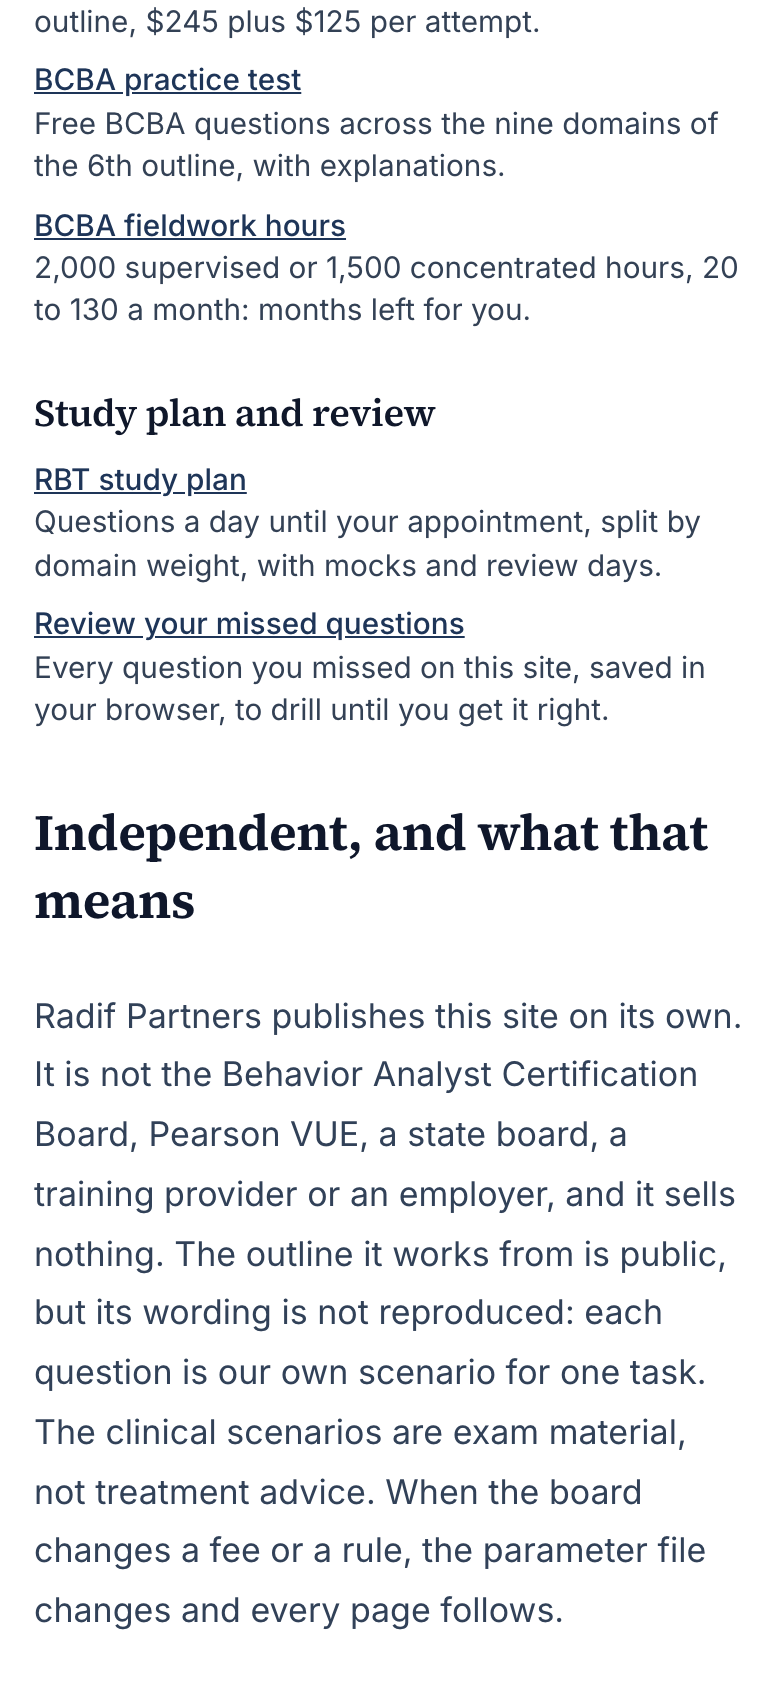 outline, $245 plus $125 per attempt.
BCBA practice test
Free BCBA questions across the nine domains of
the 6th outline, with explanations.
BCBA fieldwork hours
2,000 supervised or 1,500 concentrated hours, 20
to 130 a month: months left for you.
Study plan and review
RBT study plan
Questions a day until your appointment, split by
domain weight, with mocks and review days.
Review your missed questions
Every question you missed on this site, saved in
your browser, to drill until you get it right.
Independent, and what that
means
Radif Partners publishes this site on its own.
It is not the Behavior Analyst Certification
Board, Pearson VUE, a state board, a
training provider or an employer, and it sells
nothing. The outline it works from is public,
but its wording is not reproduced: each
question is our own scenario for one task.
The clinical scenarios are exam material,
not treatment advice. When the board
changes a fee or a rule, the parameter file
changes and every page follows.